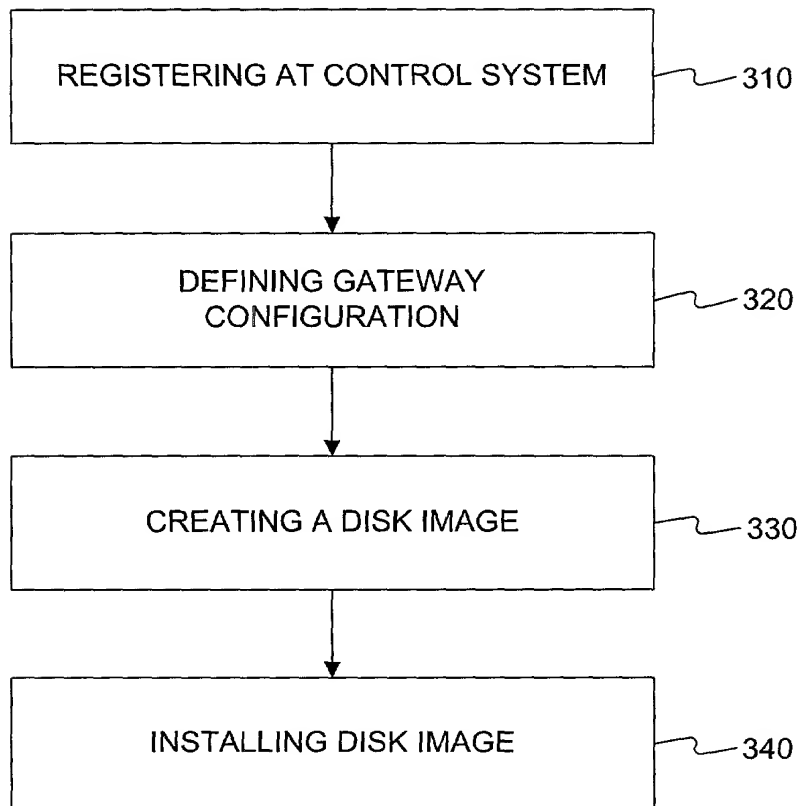 REGISTERING AT CONTROL SYSTEM
310
DEFINING GATEWAY
CONFIGURATION
320
CREATING A DISK IMAGE
330
INSTALLING DISK IMAGE
340